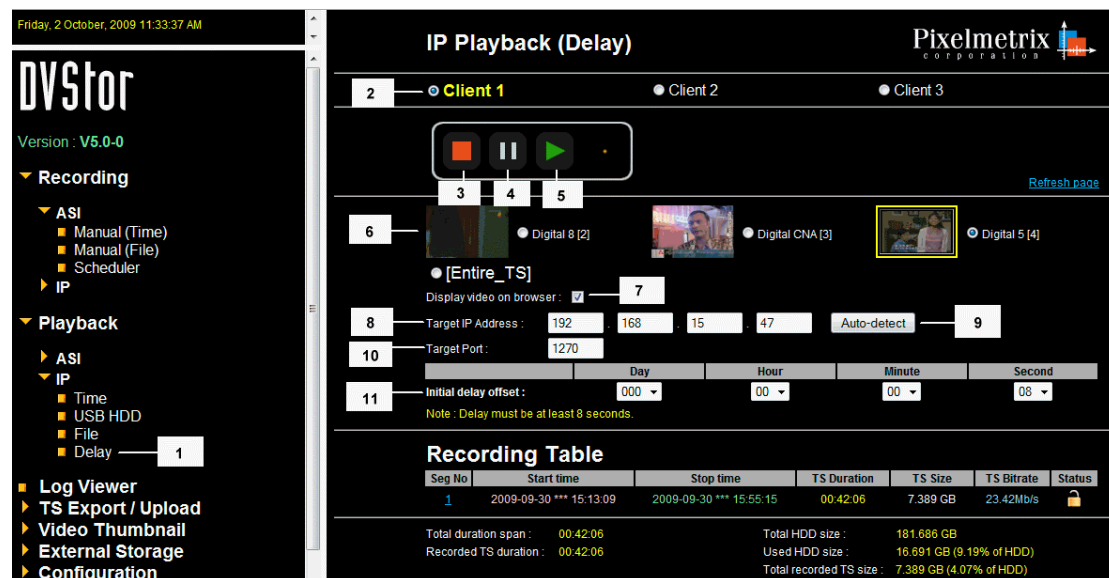 Friday, 2 October, 2009 11:33:37 AM
DVStor
Version : V5.0-0
Recording
ASI
Manual (Time)
Manual (File)
Scheduler
IP
Playback
ASI
IP
Time
USB HDD
File
Delay 1
Log Viewer
TS Export / Upload
Video Thumbnail
External Storage
Configuration
IP Playback (Delay)
Pixelmetrix
corporation
2 Client 1 Client 2 Client 3
3 4 5
Refresh page
6 Digital 8 [2] Digital CNA [3] Digital 5 [4]
[Entire_TS]
Display video on browser : 7
8 Target IP Address : 192 . 168 . 15 . 47 Auto-detect 9
10 Target Port : 1270
Day Hour Minute Second
11 Initial delay offset : 000 00 00 08
Note : Delay must be at least 8 seconds.
Recording Table
Seg No Start time Stop time TS Duration TS Size TS Bitrate Status
1 2009-09-30 *** 15:13:09 2009-09-30 *** 15:55:15 00:42:06 7.389 GB 23.42Mb/s
Total duration span : 00:42:06 Total HDD size : 181.686 GB
Recorded TS duration : 00:42:06 Used HDD size : 16.691 GB (9.19% of HDD)
Total recorded TS size : 7.389 GB (4.07% of HDD)